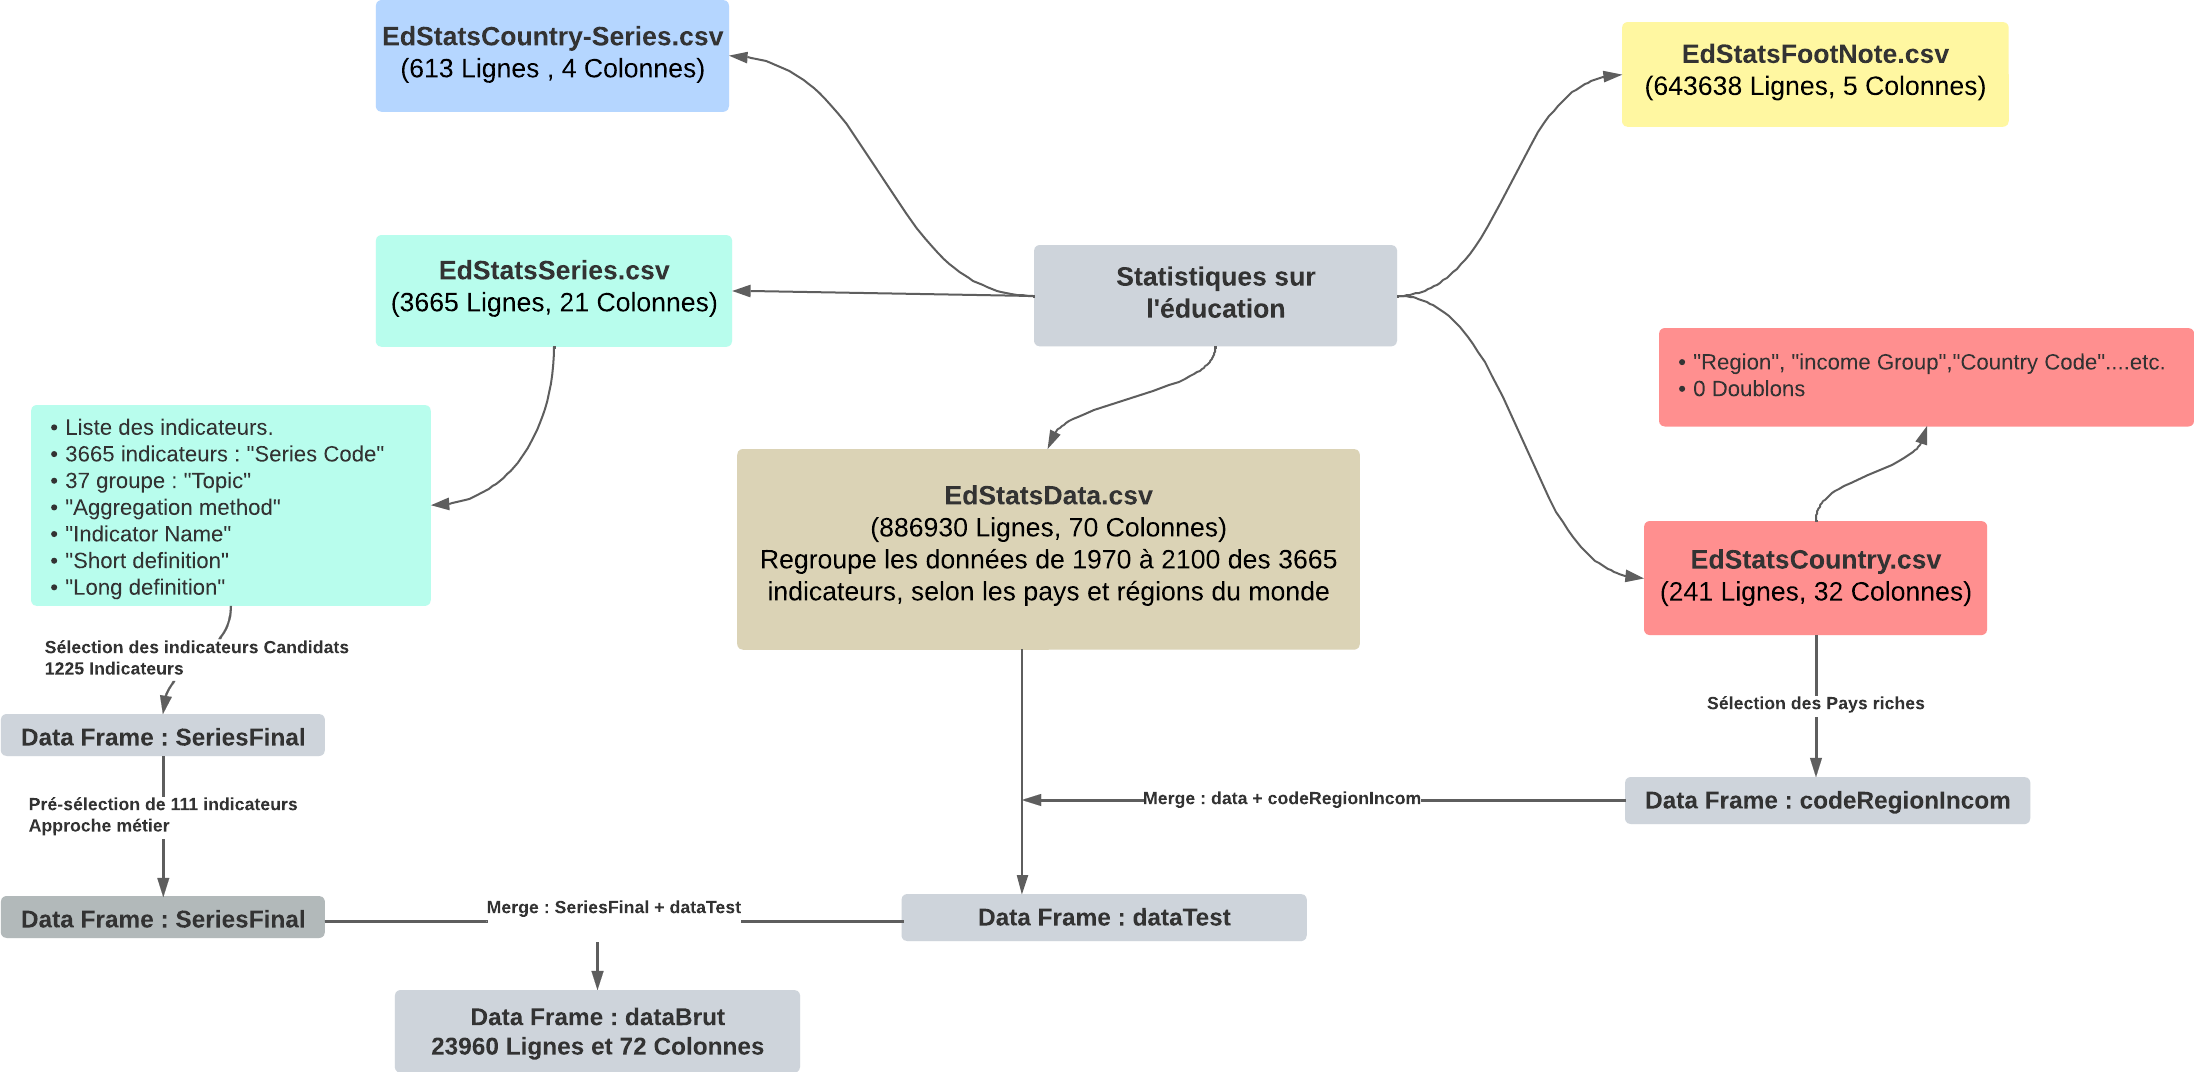 EdStatsCountry-Series.csv
(613 Lignes , 4 Colonnes)
EdStatsFootNote.csv
(643638 Lignes, 5 Colonnes)
EdStatsSeries.csv
(3665 Lignes, 21 Colonnes)
Statistiques sur
l'éducation
• "Region", "income Group","Country Code"....etc.
• 0 Doublons
• Liste des indicateurs.
• 3665 indicateurs : "Series Code"
• 37 groupe : "Topic"
• "Aggregation method"
• "Indicator Name"
• "Short definition"
• "Long definition"
EdStatsData.csv
(886930 Lignes, 70 Colonnes)
Regroupe les données de 1970 à 2100 des 3665
indicateurs, selon les pays et régions du monde
EdStatsCountry.csv
(241 Lignes, 32 Colonnes)
Sélection des indicateurs Candidats
1225 Indicateurs
Sélection des Pays riches
Data Frame : SeriesFinal
Pré-sélection de 111 indicateurs
Approche métier
Merge : data + codeRegionIncom
Data Frame : codeRegionIncom
Data Frame : SeriesFinal
Merge : SeriesFinal + dataTest
Data Frame : dataTest
Data Frame : dataBrut
23960 Lignes et 72 Colonnes